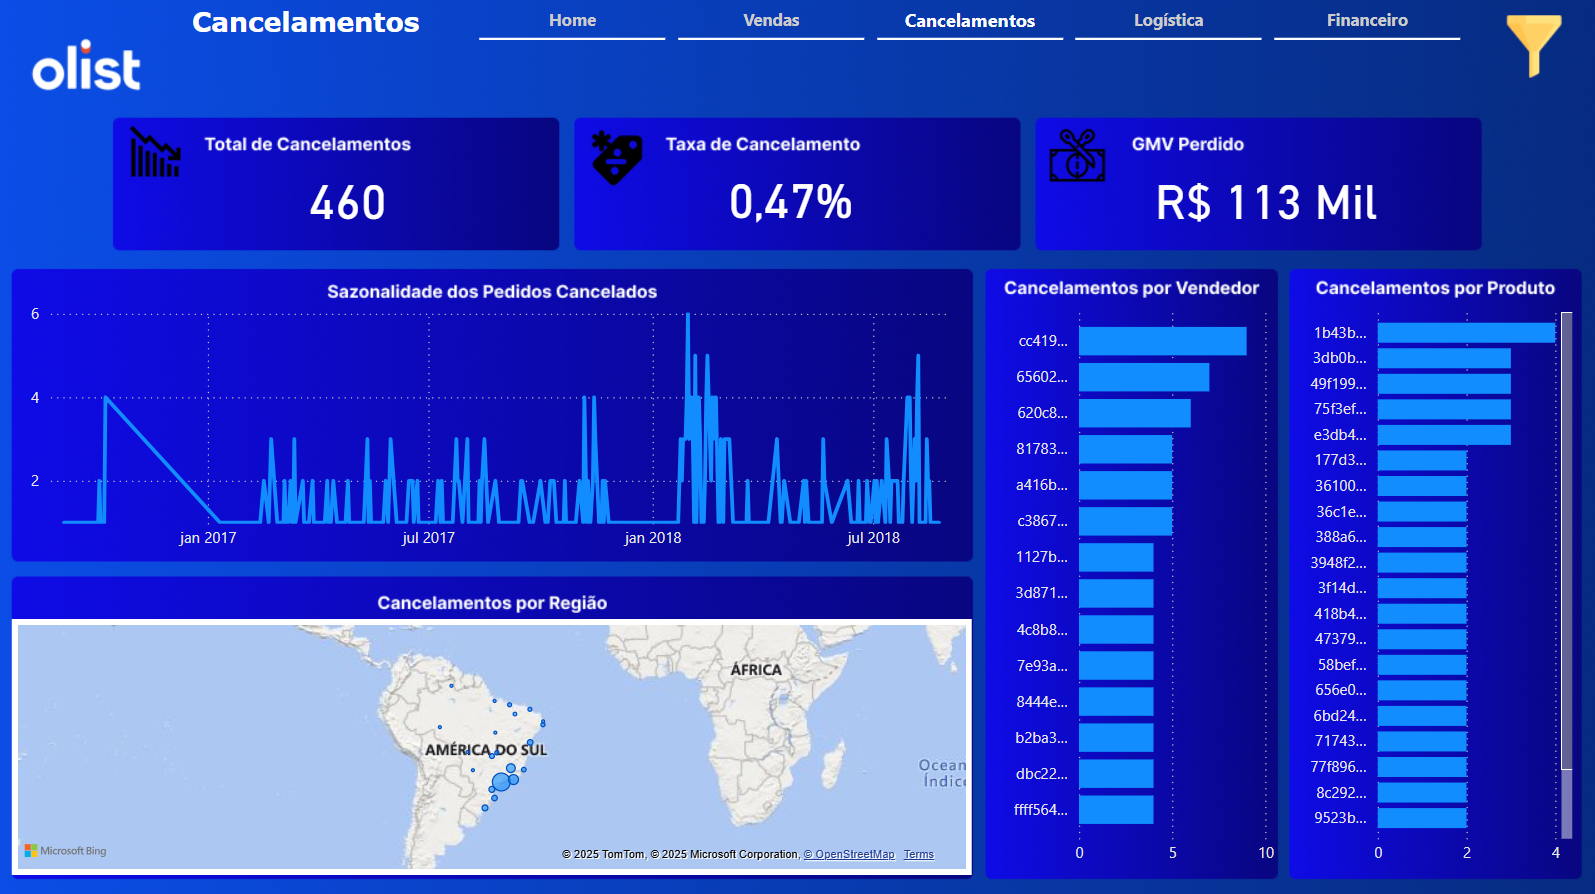 Cancelamentos
Home
Vendas
Cancelamentos
Logística
Financeiro
olist
Total de Cancelamentos
460
Taxa de Cancelamento
0,47%
GMV Perdido
R$ 113 Mil
Sazonalidade dos Pedidos Cancelados
6
4
2
jan 2017
jul 2017
jan 2018
jul 2018
Cancelamentos por Região
ÁFRICA
AMÉRICA DO SUL
Ocean
Índic
Microsoft Bing
© 2025 TomTom, © 2025 Microsoft Corporation, © OpenStreetMap Terms
Cancelamentos por Vendedor
cc419...
65602...
620c8...
81783...
a416b...
c3867...
1127b...
3d871...
4c8b8...
7e93a...
8444e...
b2ba3...
dbc22...
ffff564...
0
5
10
Cancelamentos por Produto
1b43b...
3db0b...
49f199...
75f3ef...
e3db4...
177d3...
36100...
36c1e...
388a6...
3948f2...
3f14d...
418b4...
47379...
58bef...
656e0...
6bd24...
71743...
77f896...
8c292...
9523b...
0
2
4